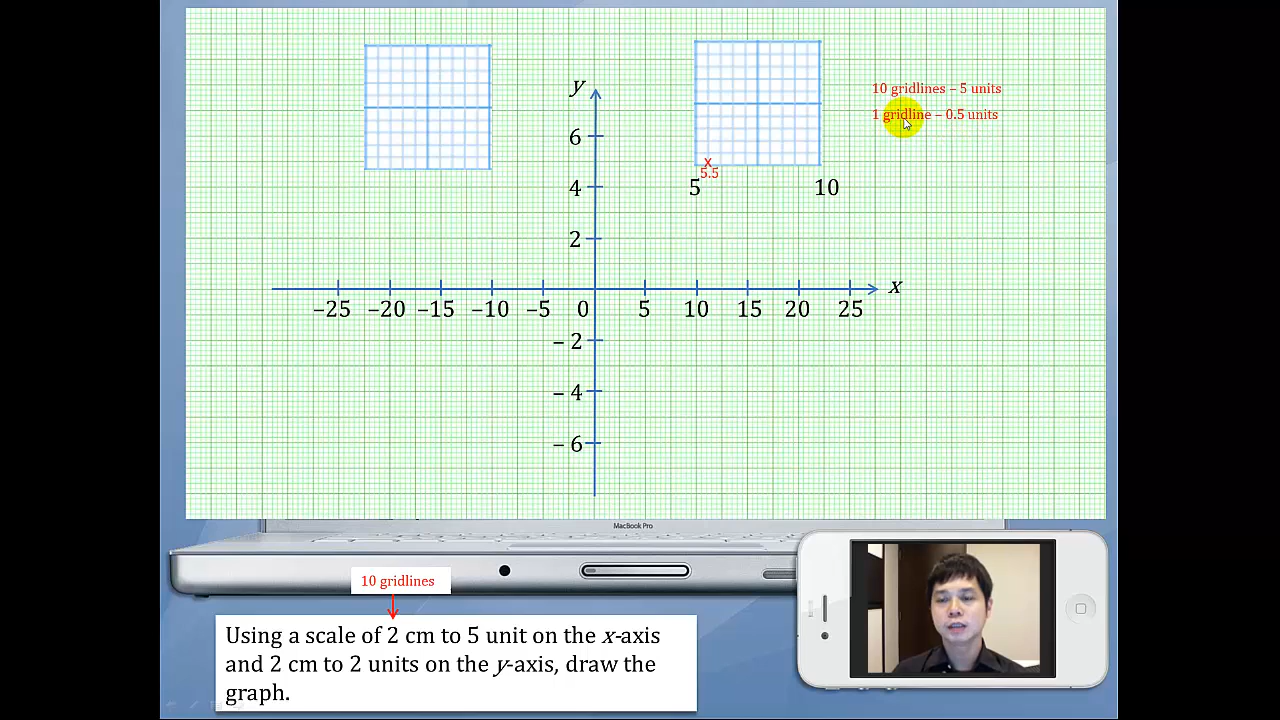 10 gridlines – 5 units
1 gridline – 0.5 units
y
x
5.5
5 10
6
4
2
x
–25 –20 –15 –10 –5 0 5 10 15 20 25
– 2
– 4
– 6
MacBook Pro
10 gridlines
Using a scale of 2 cm to 5 unit on the x-axis
and 2 cm to 2 units on the y-axis, draw the
graph.